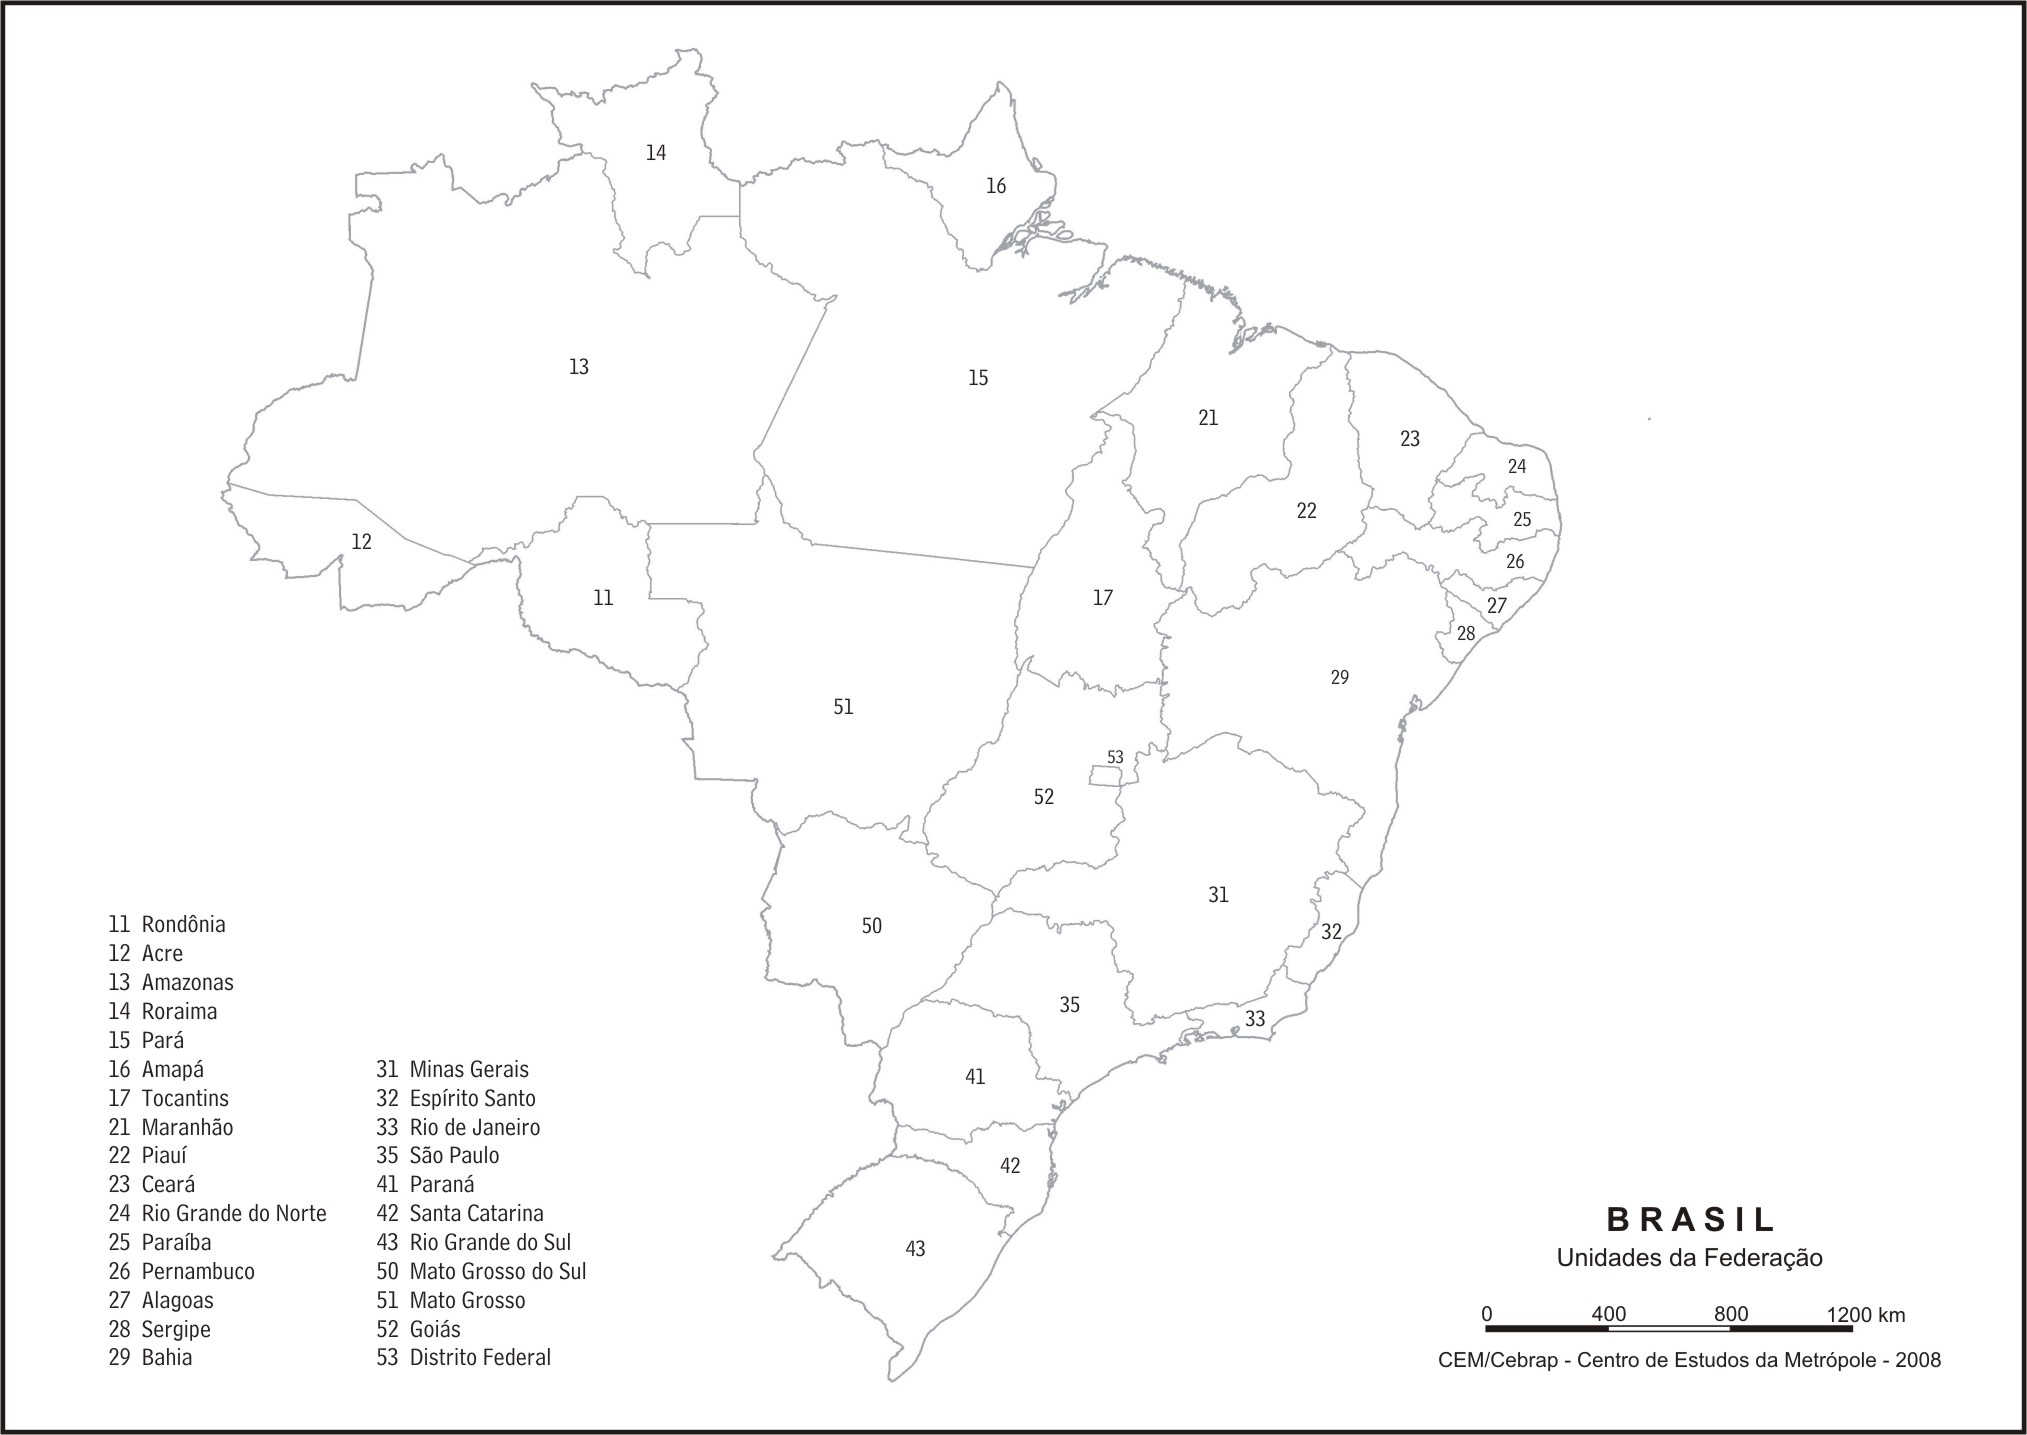 14
16
13
15
21
23
24
22
25
12
26
11
17
27
28
29
51
53
52
31
50
32
35
33
41
42
43
11 Rondônia
12 Acre
13 Amazonas
14 Roraima
15 Pará
16 Amapá
17 Tocantins
21 Maranhão
22 Piauí
23 Ceará
24 Rio Grande do Norte
25 Paraíba
26 Pernambuco
27 Alagoas
28 Sergipe
29 Bahia
31 Minas Gerais
32 Espírito Santo
33 Rio de Janeiro
35 São Paulo
41 Paraná
42 Santa Catarina
43 Rio Grande do Sul
50 Mato Grosso do Sul
51 Mato Grosso
52 Goiás
53 Distrito Federal
BRASIL
Unidades da Federação
0 400 800 1200 km
CEM/Cebrap - Centro de Estudos da Metrópole - 2008